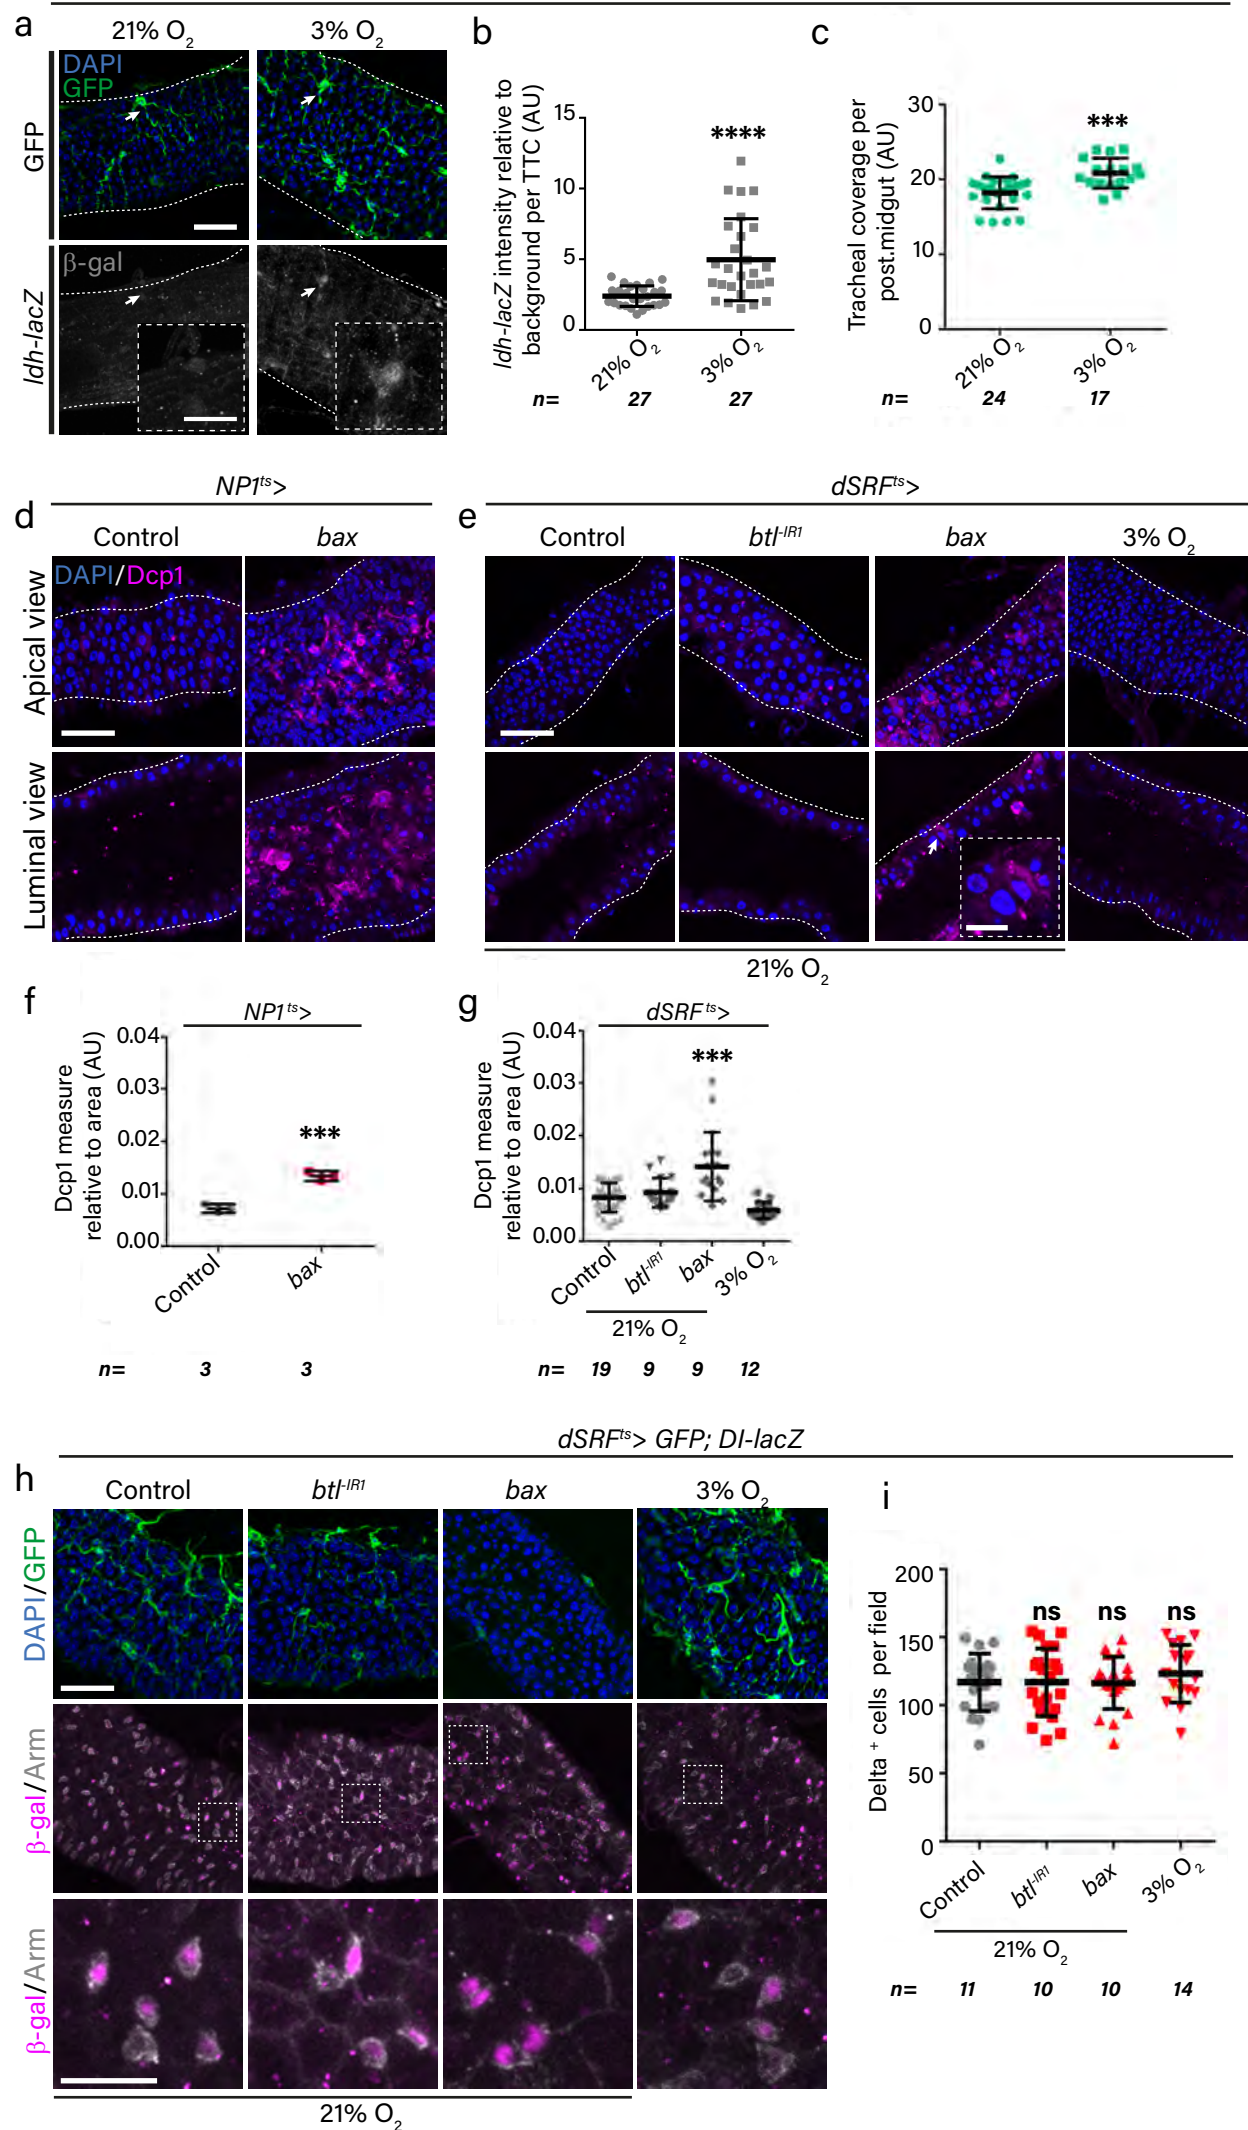 a
21% O2
3% O2
DAPI
GFP
GFP
β-gal
ldh-lacZ
b
ldh-lacZ intensity relative to
background per TTC (AU)
15
10
5
0
****
21% O2
3% O2
n= 27 27
c
Tracheal coverage per
post.midgut (AU)
30
20
10
0
***
21% O2
3% O2
n= 24 17
d
NP1ts>
Control
bax
DAPI/Dcp1
Apical view
Luminal view
e
dSRFts>
Control
btl-IR1
bax
3% O2
21% O2
f
NP1ts>
Dcp1 measure
relative to area (AU)
0.04
0.03
0.02
0.01
0.00
***
Control
bax
n= 3 3
g
dSRFts>
Dcp1 measure
relative to area (AU)
0.04
0.03
0.02
0.01
0.00
***
Control
btl-IR1
bax
3% O2
21% O2
n= 19 9 9 12
dSRFts> GFP; Dl-lacZ
h
Control
btl-IR1
bax
3% O2
DAPI/GFP
β-gal/Arm
β-gal/Arm
21% O2
i
Delta + cells per field
200
150
100
50
0
ns ns ns
Control
btl-IR1
bax
3% O2
21% O2
n= 11 10 10 14